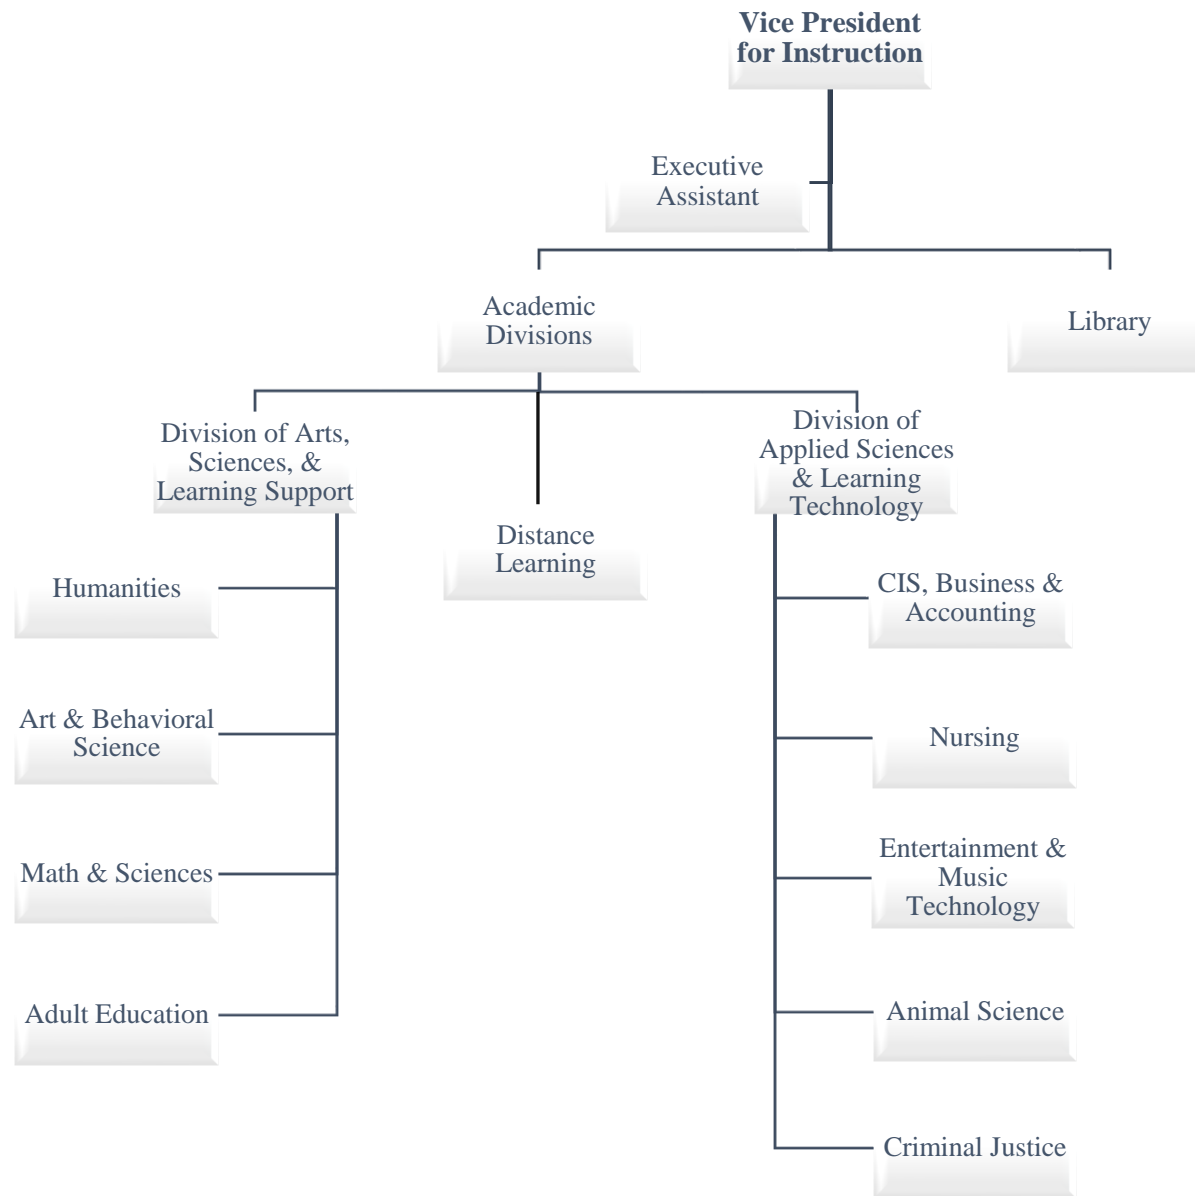 Vice President
for Instruction
Executive
Assistant
Academic
Divisions
Library
Division of Arts,
Sciences, &
Learning Support
Distance
Learning
Division of
Applied Sciences
& Learning
Technology
Humanities
Art & Behavioral
Science
Math & Sciences
Adult Education
CIS, Business &
Accounting
Nursing
Entertainment &
Music
Technology
Animal Science
Criminal Justice